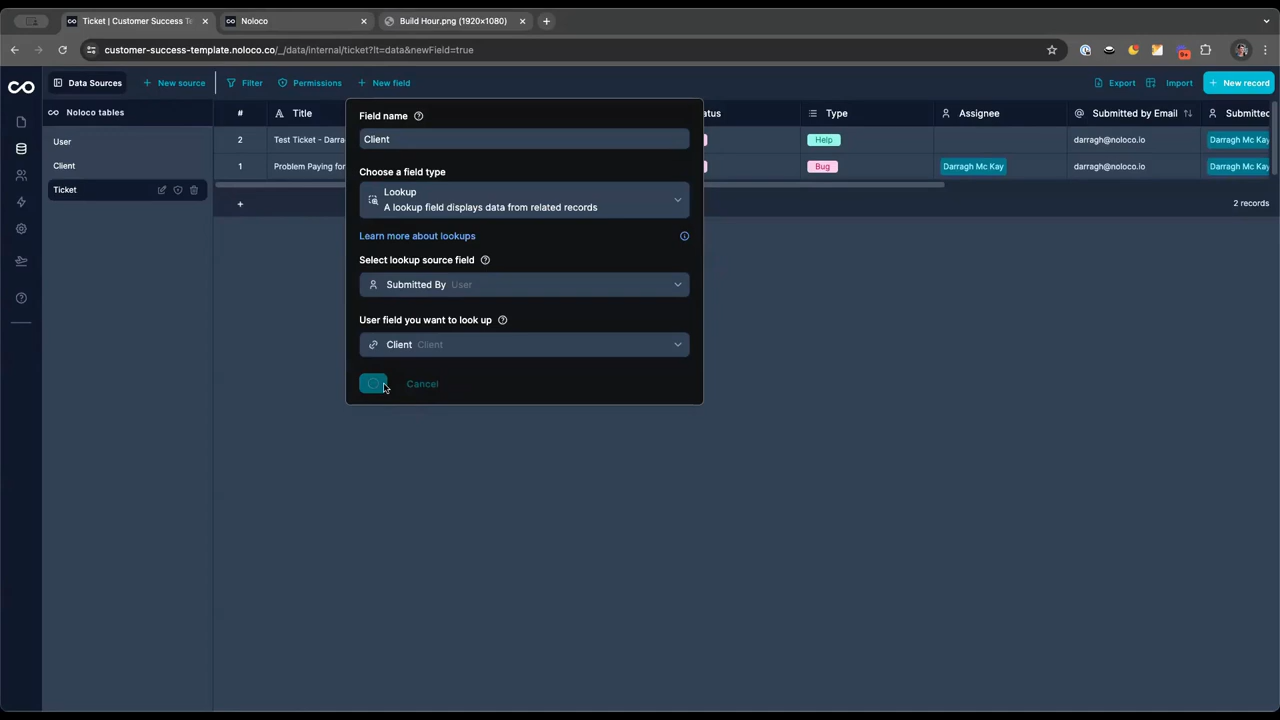 Ticket | Customer Success Te
Noloco
Build Hour.png (1920×1080)
customer-success-template.noloco.co/_/data/internal/ticket?lt=data&newField=true
9+
Data Sources
New source
Filter
Permissions
New field
Export
Import
New record
Noloco tables
User
Client
Ticket
#
Title
atus
Type
Assignee
Submitted by Email
Submitted
2
Test Ticket - Darra
Help
darragh@noloco.io
Darragh Mc Kay
1
Problem Paying for
Bug
Darragh Mc Kay
darragh@noloco.io
Darragh Mc Kay
2 records
Field name
Client
Choose a field type
Lookup
A lookup field displays data from related records
Learn more about lookups
Select lookup source field
Submitted By User
User field you want to look up
Client Client
Cancel